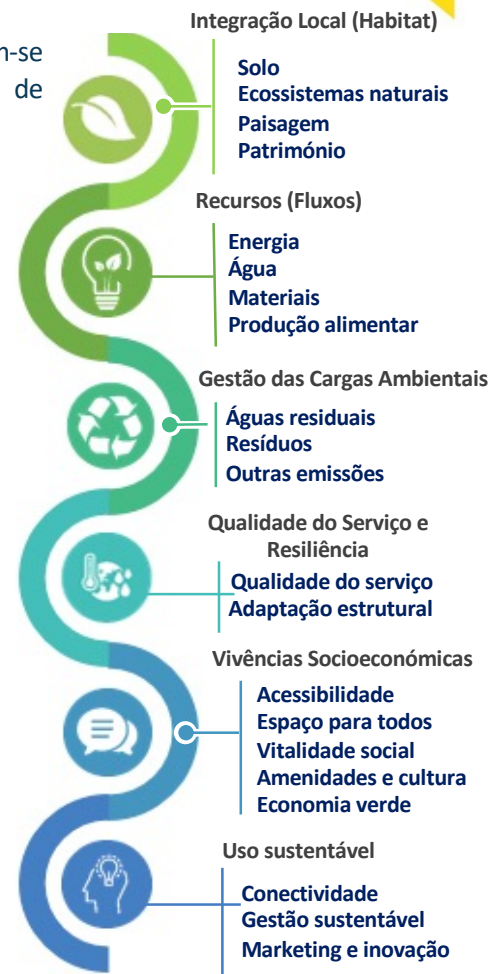 Integração Local (Habitat)
m-se
de
Solo
Ecossistemas naturais
Paisagem
Património
Recursos (Fluxos)
Energia
Água
Materiais
Produção alimentar
Gestão das Cargas Ambientais
Águas residuais
Resíduos
Outras emissões
Qualidade do Serviço e
Resiliência
Qualidade do serviço
Adaptação estrutural
Vivências Socioeconómicas
Acessibilidade
Espaço para todos
Vitalidade social
Amenidades e cultura
Economia verde
Uso sustentável
Conectividade
Gestão sustentável
Marketing e inovação